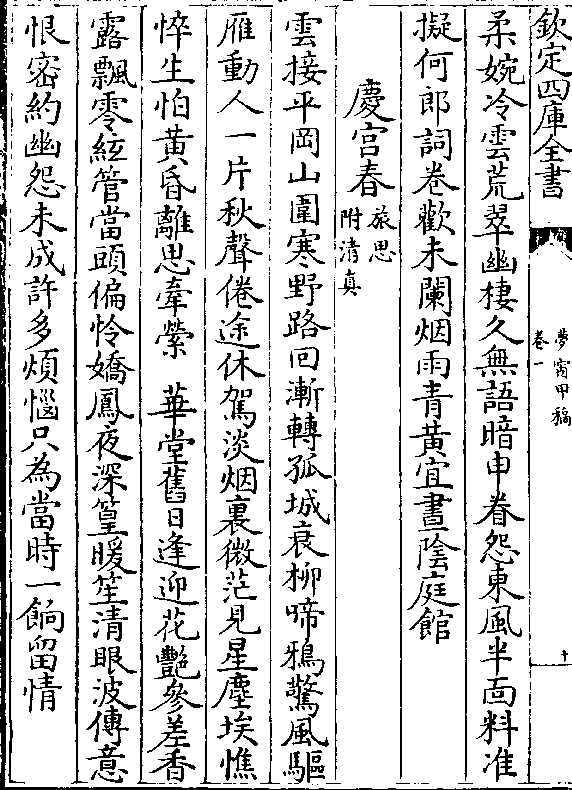 欽定四庫全書
夢窗甲稿
卷一
十
柔婉冷雲荒翠幽棲久無語暗申眷怨東風半面料准
擬何郎詞卷歡未闌烟雨青黃宜晝陰庭館
慶宫春旅思附清真
雲接平岡山圍寒野路回漸轉孤城衰柳啼鴉驚風驅
雁動人一片秋聲倦途休駕淡烟裏微茫見星塵埃憔
悴生怕黃昏離思牽縈 華堂舊日逢迎花艷參差香
露飄零絃管當頭偏怜嬌鳳夜深簧暖笙清眼波傳意
恨密約幽怨未成許多煩惱只為當時一餉留情